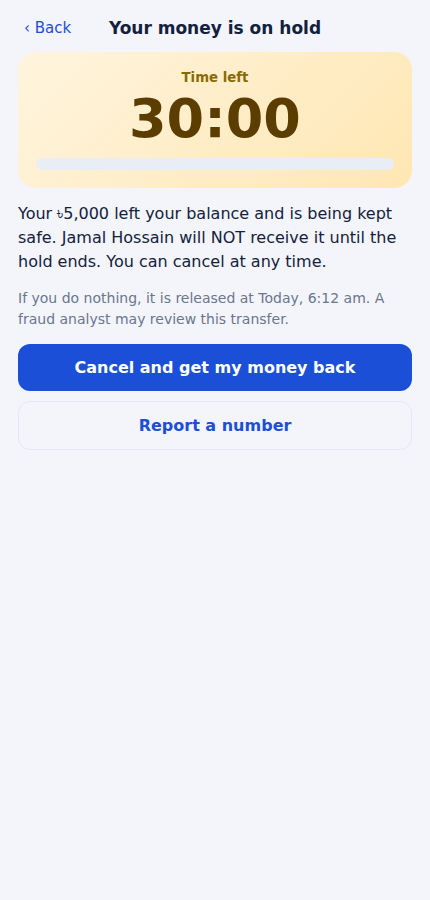 ‹ Back
Your money is on hold
Time left
30:00
Your ৳5,000 left your balance and is being kept
safe. Jamal Hossain will NOT receive it until the
hold ends. You can cancel at any time.
If you do nothing, it is released at Today, 6:12 am. A
fraud analyst may review this transfer.
Cancel and get my money back
Report a number